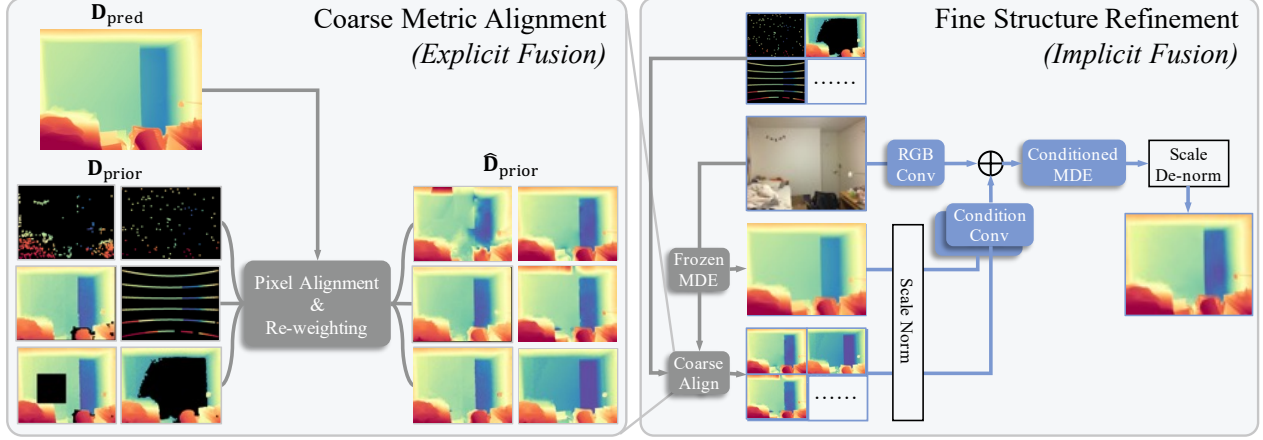 D_pred
Coarse Metric Alignment
(Explicit Fusion)
D_prior
D̂_prior
Pixel Alignment
&
Re-weighting
Fine Structure Refinement
(Implicit Fusion)
......
RGB
Conv
Conditioned
MDE
Scale
De-norm
Condition
Conv
Frozen
MDE
Scale Norm
Coarse
Align
......